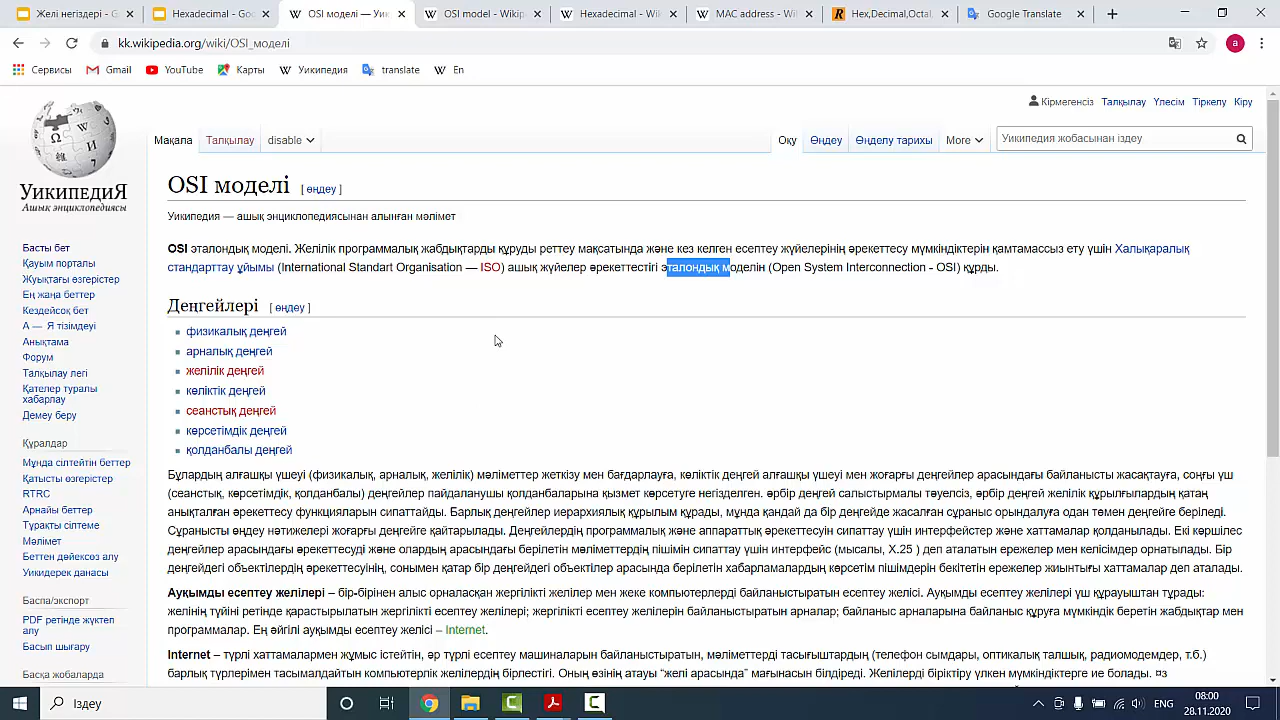 Желі негіздері - G
Hexadecimal - Goo
OSI моделі — Уик
Osi model - Wikip
Hexadecimal - Wik
MAC address - Wi
Hex,Decimal,Octal,
Google Translate
kk.wikipedia.org/wiki/OSI_моделі
Сервисы
Gmail
YouTube
Карты
Уикипедия
translate
En
Кірмегенсіз Талқылау Үлесім Тіркелу Кіру
Мақала Талқылау disable
Оқу Өңдеу Өңделу тарихы More
Уикипедия жобасынан іздеу
УИКИПЕДИЯ
Ашық энциклопедиясы
Басты бет
Қауым порталы
Жуықтағы өзгерістер
Ең жаңа беттер
Кездейсоқ бет
А — Я тізімдеуі
Анықтама
Форум
Талқылау легі
Қателер туралы
хабарлау
Демеу беру
Құралдар
Мұнда сілтейтін беттер
Қатысты өзгерістер
RTRC
Арнайы беттер
Тұрақты сілтеме
Мәлімет
Беттен дәйексөз алу
Уикидерек данасы
Баспа/экспорт
PDF ретінде жүктеп
алу
Басып шығару
Басқа жобаларда
OSI моделі [ өңдеу ]
Уикипедия — ашық энциклопедиясынан алынған мәлімет
OSI эталондық моделі. Желілік программалық жабдықтарды құруды реттеу мақсатында және кез келген есептеу жүйелерінің әрекеттесу мүмкіндіктерін қамтамассыз ету үшін Халықаралық
стандарттау ұйымы (International Standart Organisation — ISO) ашық жүйелер әрекеттестігі эталондық моделін (Open System Interconnection - OSI) құрды.
Деңгейлері [ өңдеу ]
физикалық деңгей
арналық деңгей
желілік деңгей
көліктік деңгей
сеанстық деңгей
көрсетімдік деңгей
қолданбалы деңгей
Бұлардың алғашқы үшеуі (физикалық, арналық, желілік) мәліметтер жеткізу мен бағдарлауға, көліктік деңгей алғашқы үшеуі мен жоғарғы деңгейлер арасындағы байланысты жасақтауға, соңғы үш
(сеанстық, көрсетімдік, қолданбалы) деңгейлер пайдаланушы қолданбаларына қызмет көрсетуге негізделген. әрбір деңгей салыстырмалы тәуелсіз, әрбір деңгей желілік құрылғылардың қатаң
анықталған әрекеттесу функцияларын сипаттайды. Барлық деңгейлер иерархиялық құрылым құрады, мұнда қандай да бір деңгейде жасалған сұраныс орындалуға одан төмен деңгейге беріледі.
Сұранысты өңдеу нәтижелері жоғарғы деңгейге қайтарылады. Деңгейлердің программалық және аппараттық әрекеттесуін сипаттау үшін интерфейстер және хаттамалар қолданылады. Екі көршілес
деңгейлер арасындағы әрекеттесуді және олардың арасындағы берілетін мәліметтердің пішімін сипаттау үшін интерфейс (мысалы, X.25 ) деп аталатын ережелер мен келісімдер орнатылады. Бір
деңгейдегі объектілердің әрекеттесуінің, сонымен қатар бір деңгейдегі объектілер арасында берілетін хабарламалардың көрсетім пішімдерін бекітетін ережелер жиынтығы хаттамалар деп аталады.
Ауқымды есептеу желілері – бір-бірінен алыс орналасқан жергілікті желілер мен жеке компьютерлерді байланыстыратын есептеу желісі. Ауқымды есептеу желілері үш құрауыштан тұрады:
желінің түйіні ретінде қарастырылатын жергілікті есептеу желілері; жергілікті есептеу желілерін байланыстыратын арналар; байланыс арналарына байланыс құруға мүмкіндік беретін жабдықтар мен
программалар. Ең әйгілі ауқымды есептеу желісі – Internet.
Internet – түрлі хаттамалармен жұмыс істейтін, әр түрлі есептеу машиналарын байланыстыратын, мәліметтерді тасығыштардың (телефон сымдары, оптикалық талшық, радиомодемдер, т.б.)
барлық түрлерімен тасымалдайтын компьютерлік желілердің бірлестігі. Оның өзінің атауы “желі арасында” мағынасын білдіреді. Желілерді біріктіру үлкен мүмкіндіктерге ие болады. ¤з
Іздеу
ENG
08:00
28.11.2020